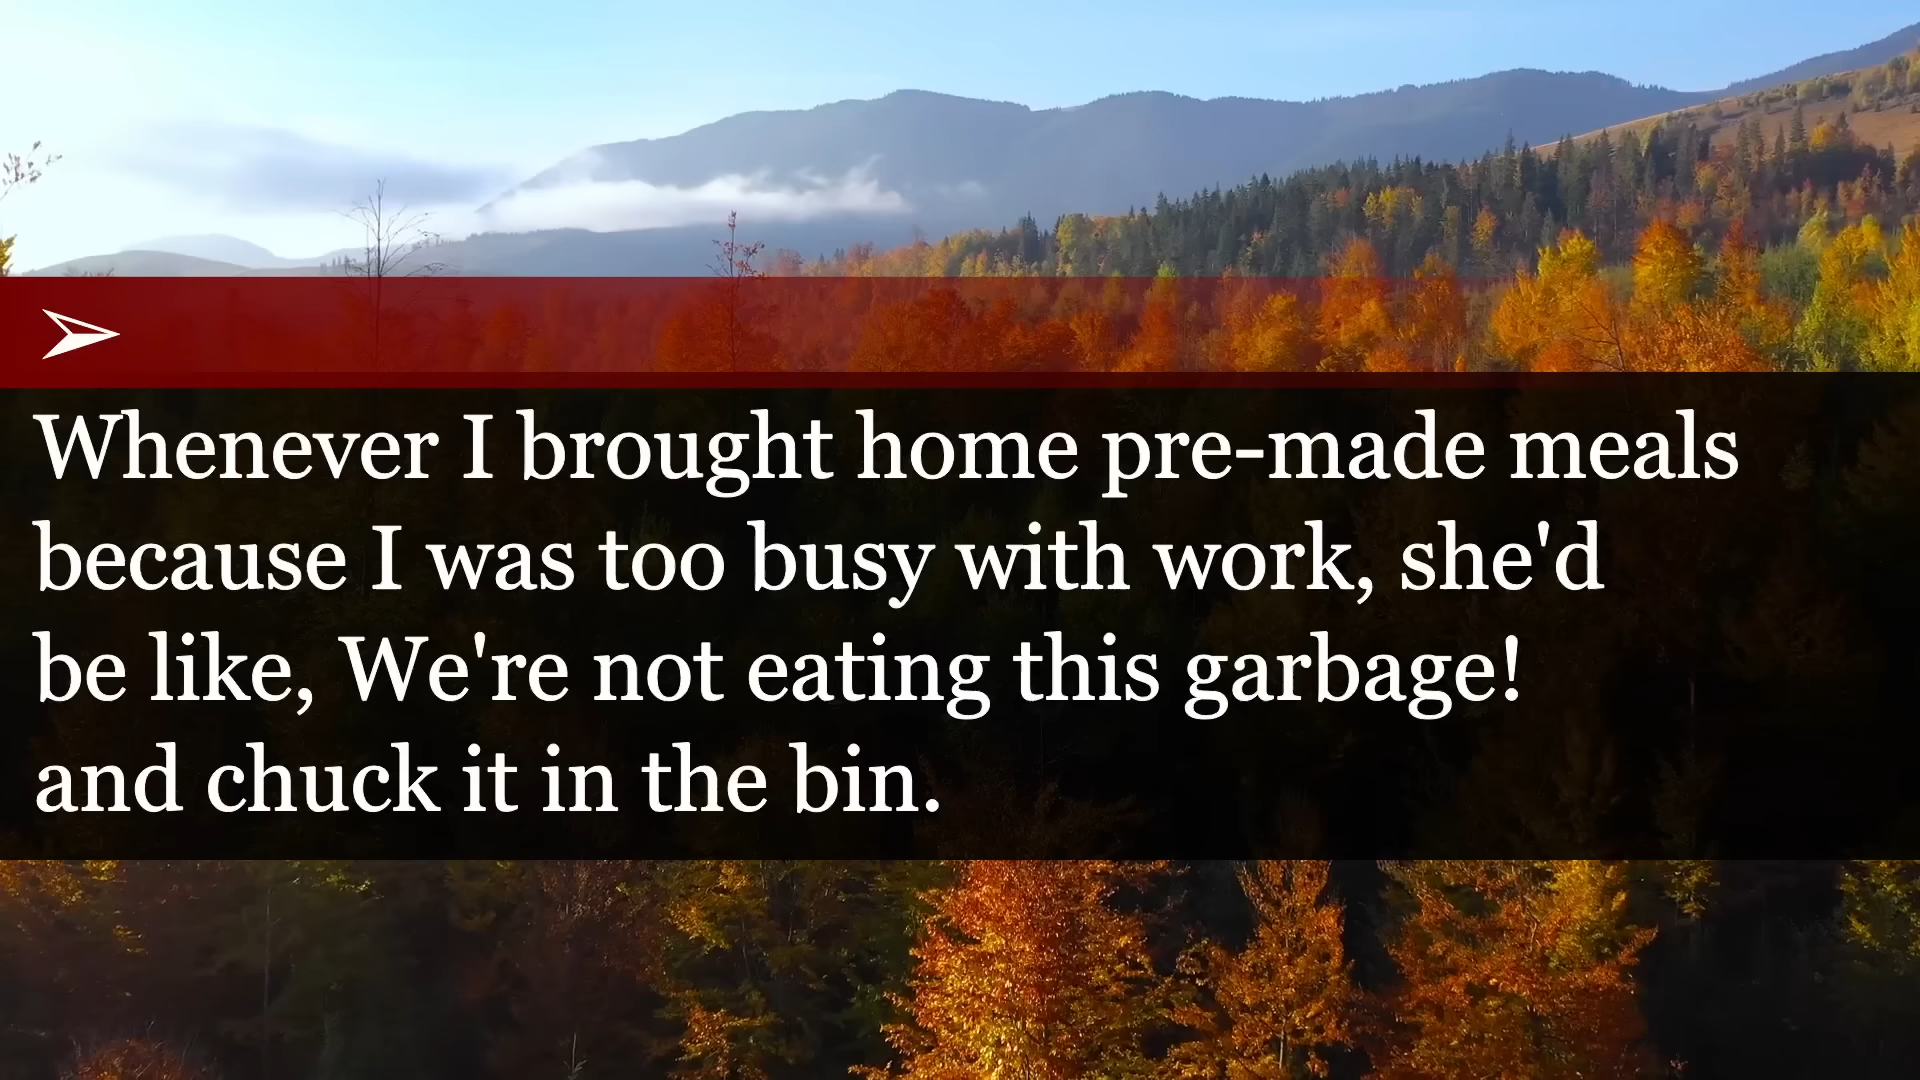 Whenever I brought home pre-made meals
because I was too busy with work, she'd
be like, We're not eating this garbage!
and chuck it in the bin.